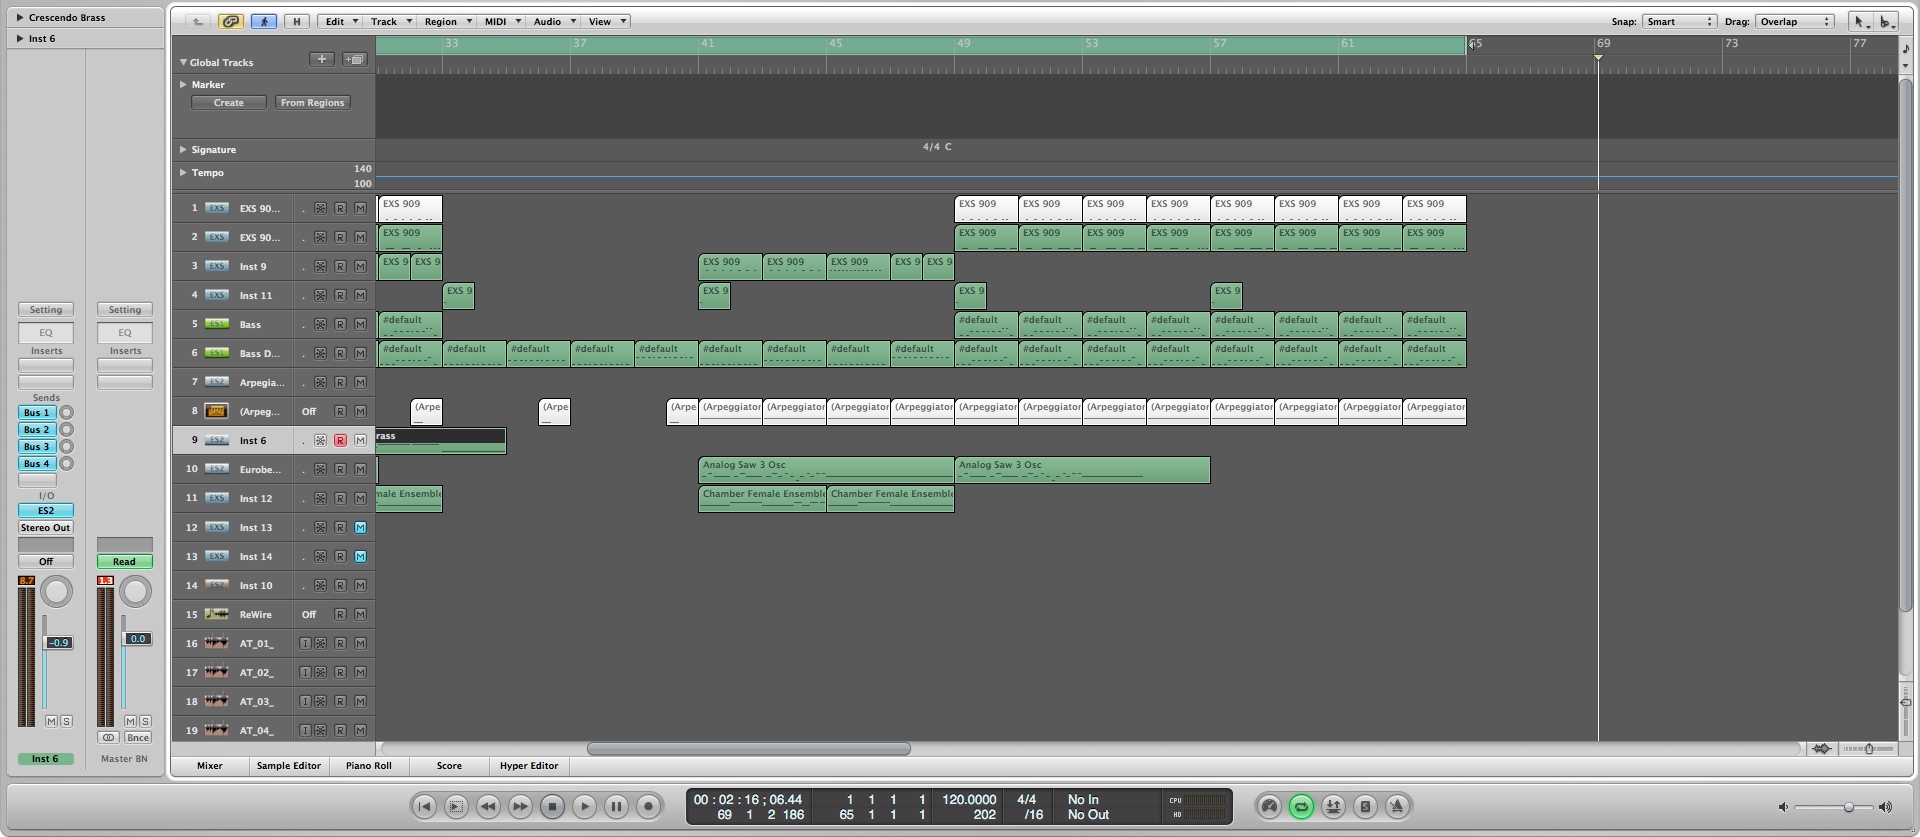 Crescendo Brass
Inst 6
Edit Track Region MIDI Audio View
H
Snap: Smart Drag: Overlap
33 37 41 45 49 53 57 61 65 69 73 77
Global Tracks
Marker
Create From Regions
Signature 4/4 C
Tempo 140
100
1 EXS EXS 90... . R M EXS 909 EXS 909 EXS 909 EXS 909 EXS 909 EXS 909 EXS 909 EXS 909 EXS 909
2 EXS EXS 90... . R M EXS 909 EXS 909 EXS 909 EXS 909 EXS 909 EXS 909 EXS 909 EXS 909 EXS 909
3 EXS Inst 9 . R M EXS 9 EXS 9 EXS 909 EXS 909 EXS 909 EXS 9 EXS 9
4 EXS Inst 11 . R M EXS 9 EXS 9 EXS 9 EXS 9
5 ES1 Bass . R M #default #default #default #default #default #default #default #default #default
6 ES1 Bass D... . R M #default #default #default #default #default #default #default #default #default #default #default #default #default #default #default #default #default
7 ES2 Arpegia... . R M
8 (Arpeg... Off R M (Arpe (Arpe (Arpe (Arpeggiator (Arpeggiator (Arpeggiator (Arpeggiator (Arpeggiator (Arpeggiator (Arpeggiator (Arpeggiator (Arpeggiator (Arpeggiator (Arpeggiator (Arpeggiator
9 ES2 Inst 6 . R M rass
10 ES2 Eurobe... . R M Analog Saw 3 Osc Analog Saw 3 Osc
11 EXS Inst 12 . R M male Ensemble Chamber Female Ensemble Chamber Female Ensemble
12 EXS Inst 13 . R M
13 EXS Inst 14 . R M
14 ES2 Inst 10 . R M
15 ReWire Off R M
16 AT_01_ I R M
17 AT_02_ I R M
18 AT_03_ I R M
19 AT_04_ I R M
Setting Setting
EQ EQ
Inserts Inserts
Sends
Bus 1
Bus 2
Bus 3
Bus 4
I/O
ES2
Stereo Out
Off Read
8.7 1.3
-0.9 0.0
M S M S
Bnce
Inst 6 Master BN
Mixer Sample Editor Piano Roll Score Hyper Editor
00 : 02 : 16 ; 06.44 1 1 1 1 120.0000 4/4 No In CPU
69 1 2 186 65 1 1 1 202 /16 No Out HD
S